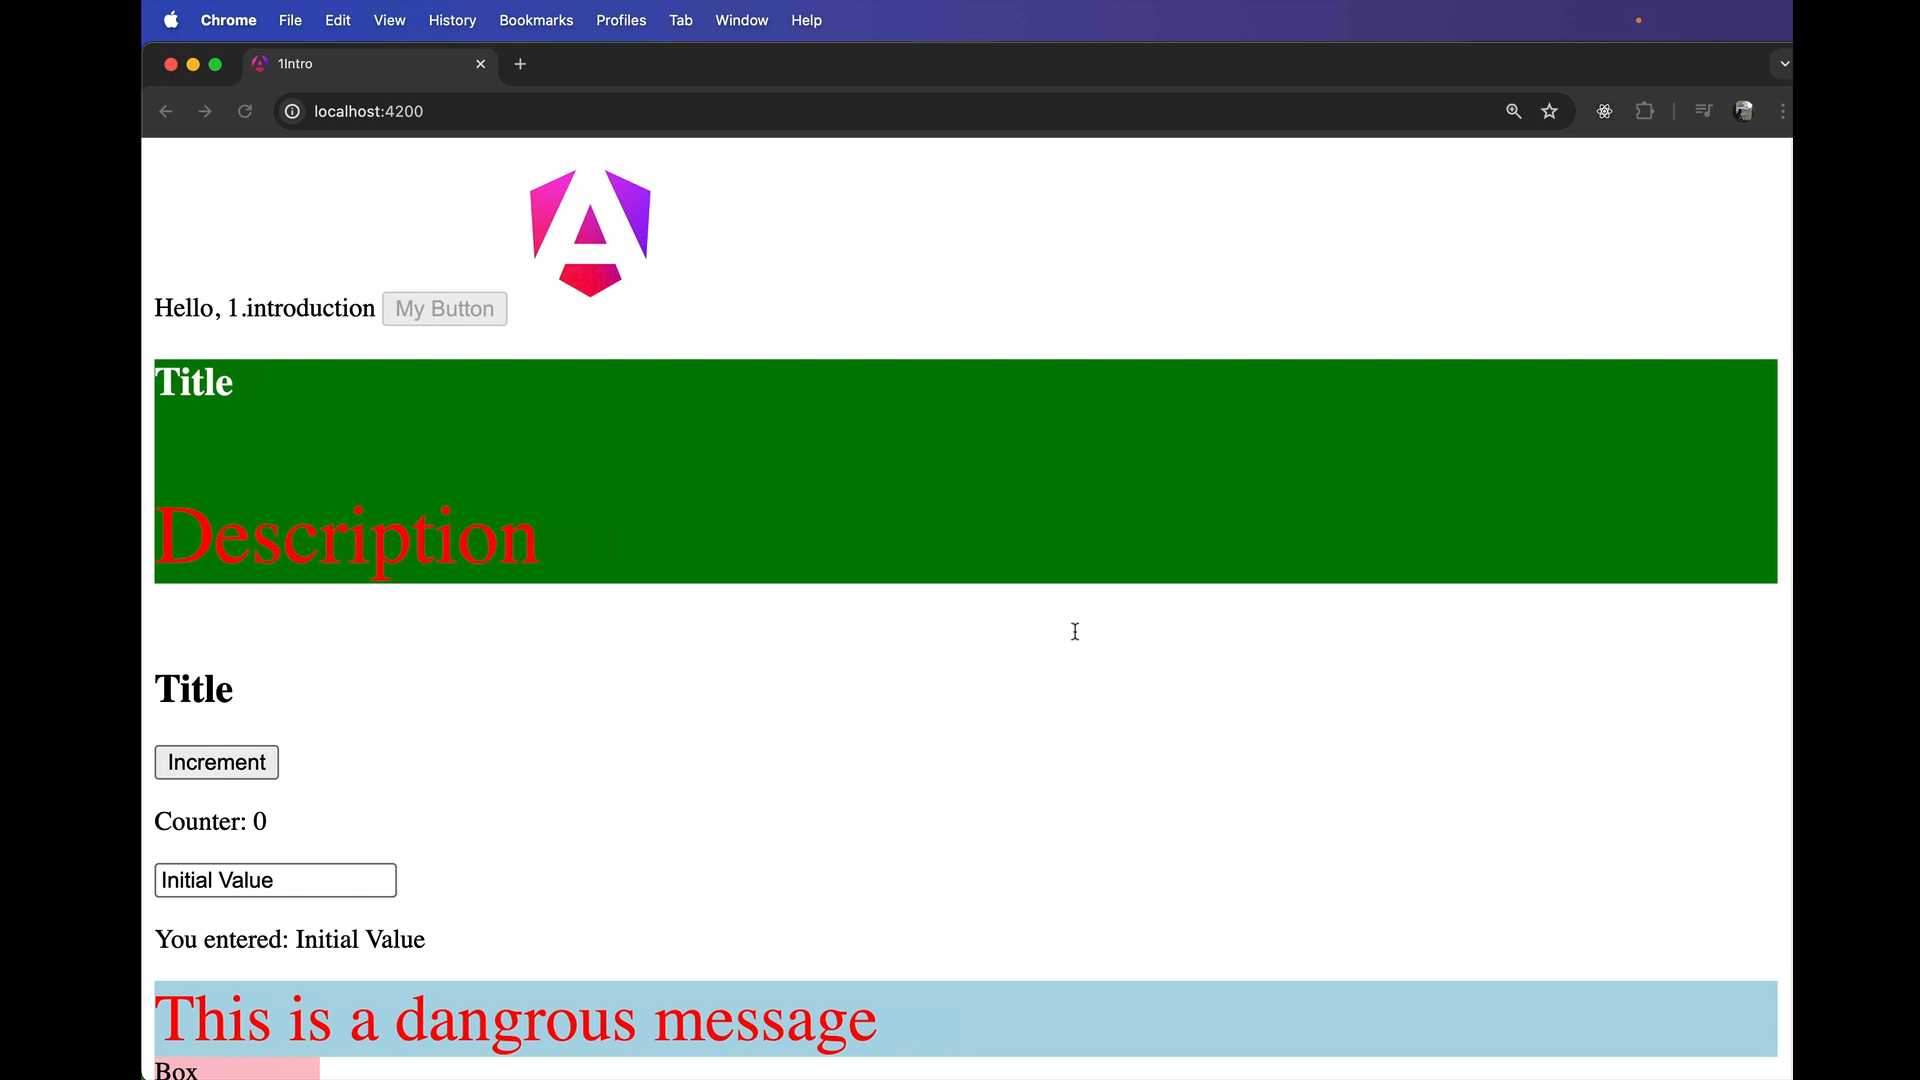 Chrome File Edit View History Bookmarks Profiles Tab Window Help
1Intro
localhost:4200
Hello, 1.introduction My Button
Title
Description
Title
Increment
Counter: 0
Initial Value
You entered: Initial Value
This is a dangrous message
Box